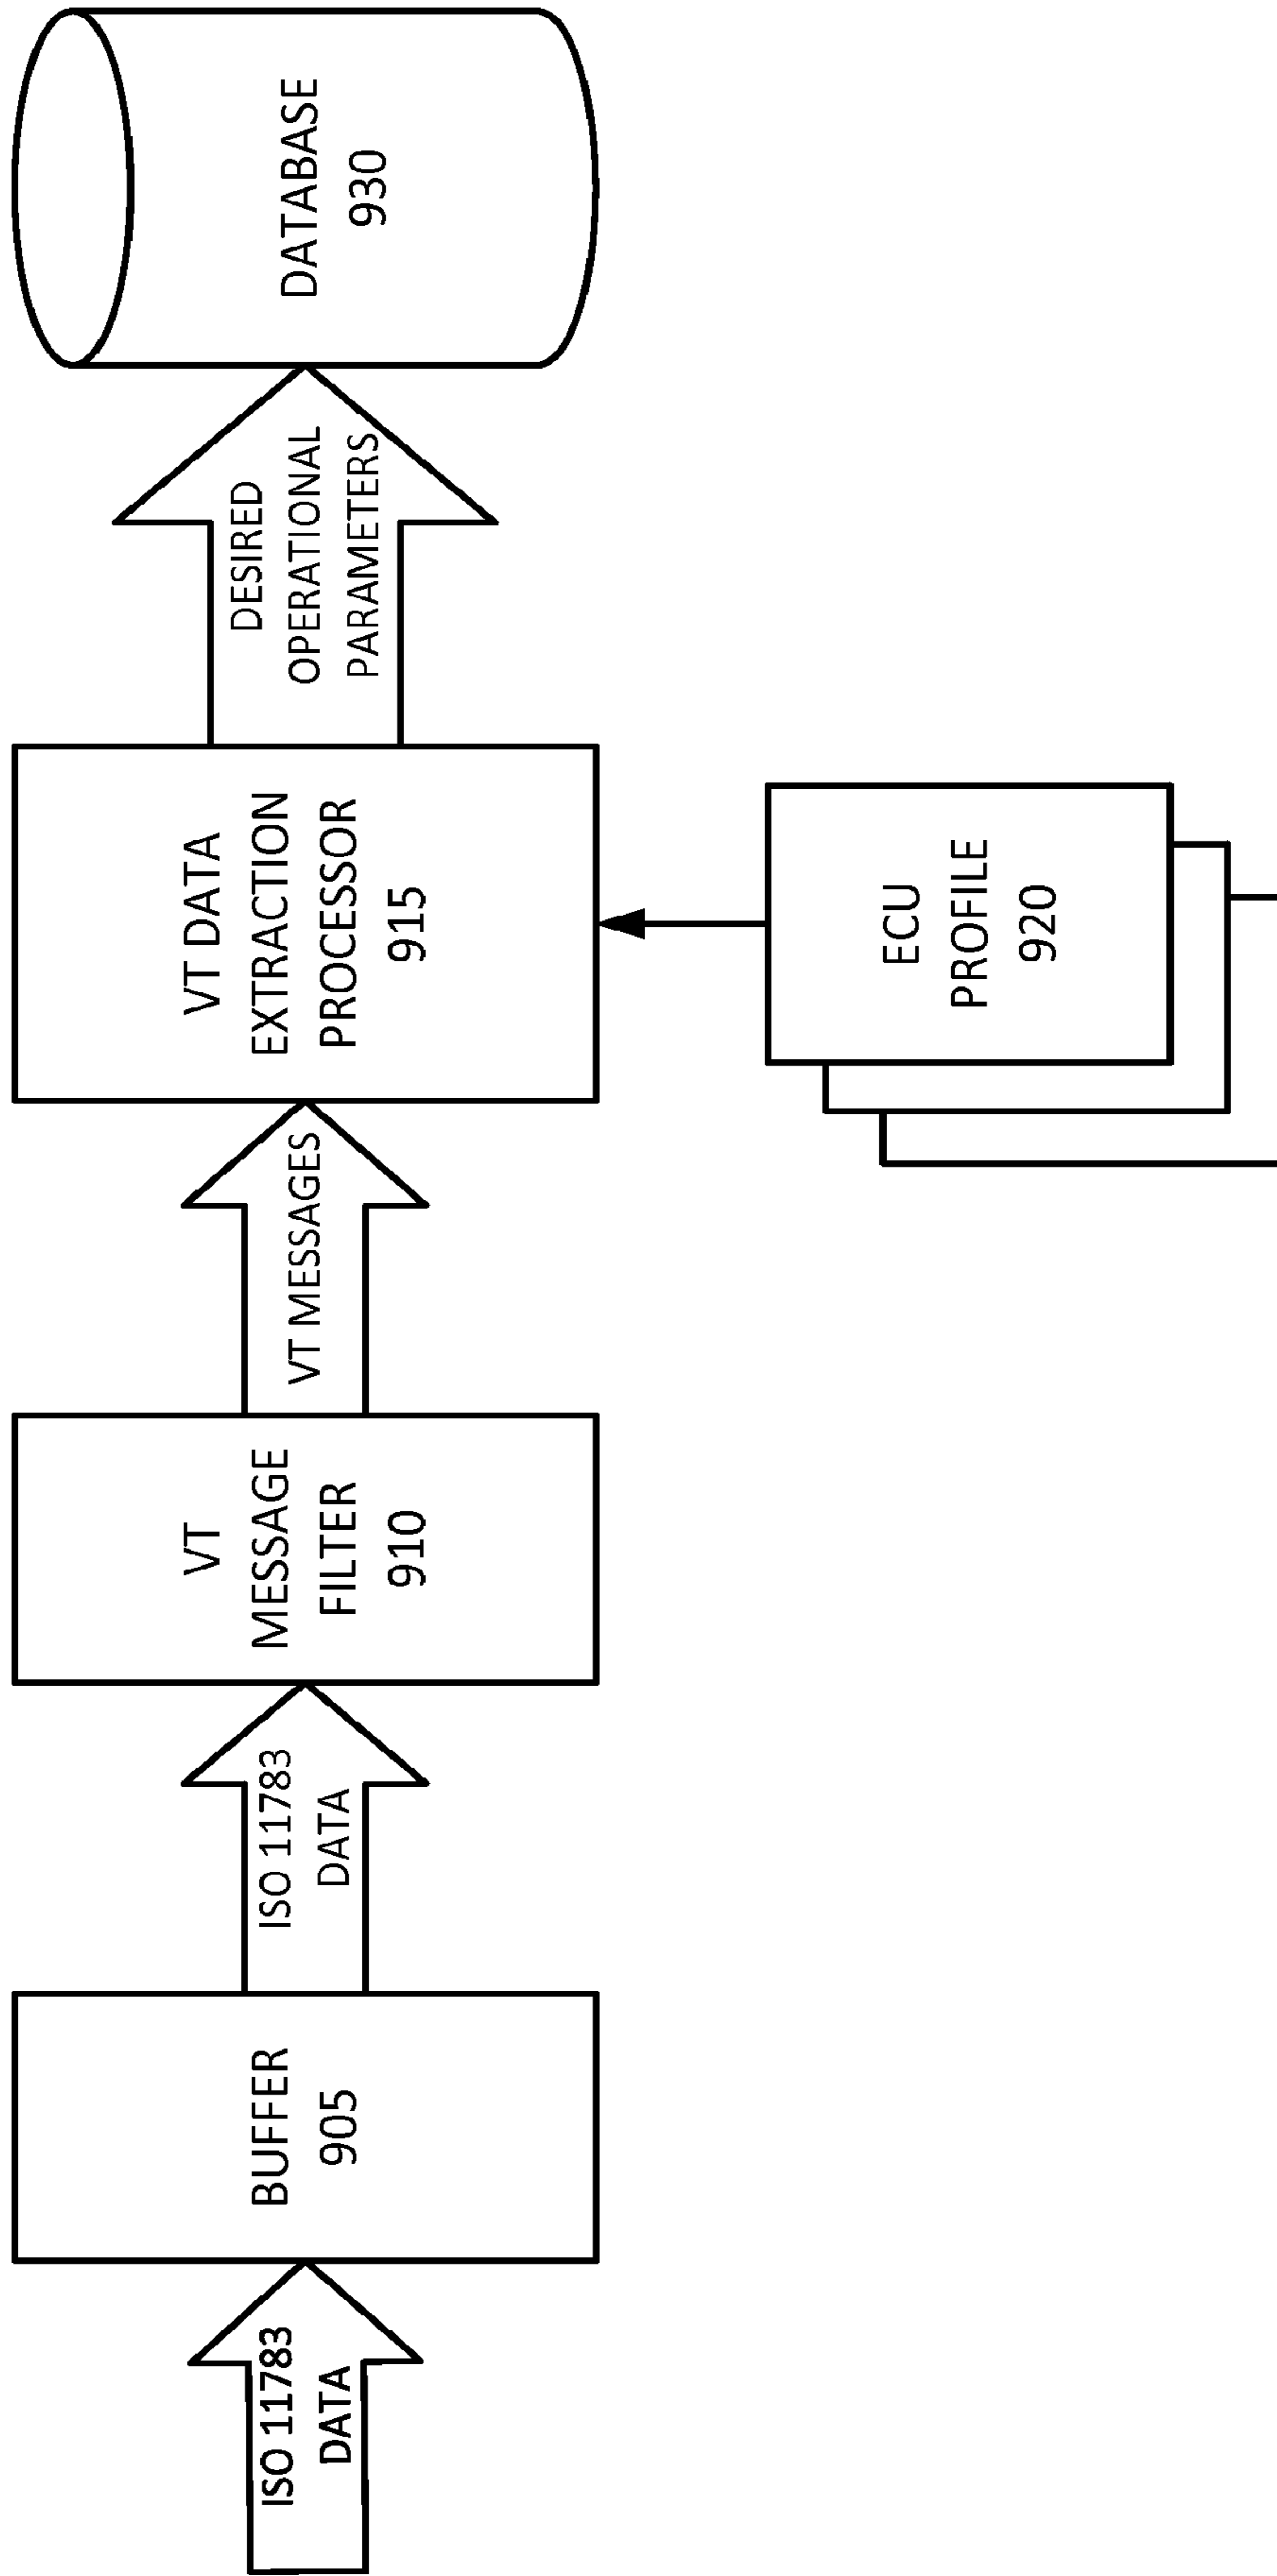 ISO 11783
DATA
BUFFER
905
ISO 11783
DATA
VT
MESSAGE
FILTER
910
VT MESSAGES
VT DATA
EXTRACTION
PROCESSOR
915
DESIRED
OPERATIONAL
PARAMETERS
DATABASE
930
ECU
PROFILE
920